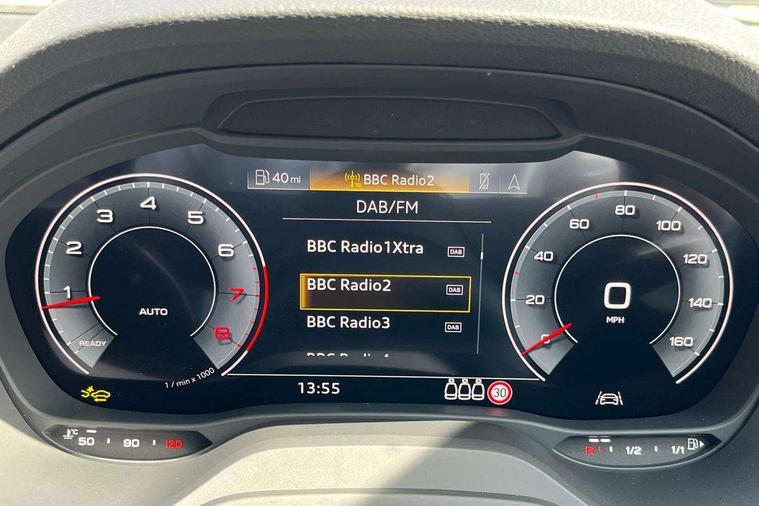 40 mi
BBC Radio2
DAB/FM
BBC Radio1Xtra DAB
BBC Radio2 DAB
BBC Radio3 DAB
1 2 3 4 5 6 7 8
AUTO
READY
1 / min x 1000
0 20 40 60 80 100 120 140 160
0
MPH
13:55
30
°C 50 90 120
R 1/2 1/1